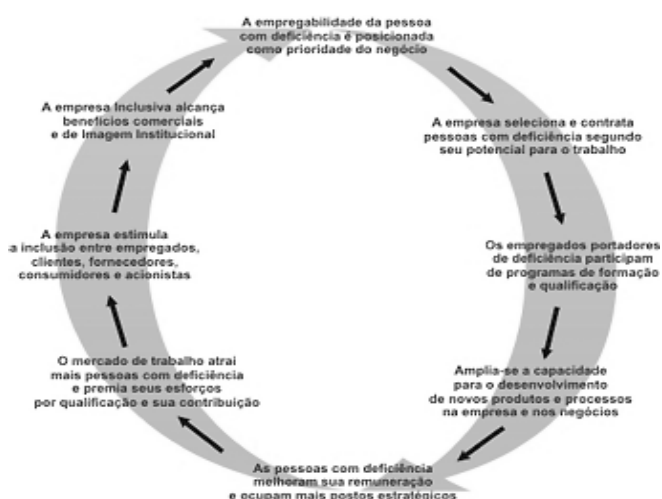 A empregabilidade da pessoa
com deficiência é posicionada
como prioridade do negócio
A empresa seleciona e contrata
pessoas com deficiência segundo
seu potencial para o trabalho
Os empregados portadores
de deficiência participam
de programas de formação
e qualificação
Amplia-se a capacidade
para o desenvolvimento
de novos produtos e processos
na empresa e nos negócios
As pessoas com deficiência
melhoram sua remuneração
e ocupam mais postos estratégicos
O mercado de trabalho atrai
mais pessoas com deficiência
e premia seus esforços
por qualificação e sua contribuição
A empresa estimula
a inclusão entre empregados,
clientes, fornecedores,
consumidores e acionistas
A empresa Inclusiva alcança
benefícios comerciais
e de Imagem Institucional